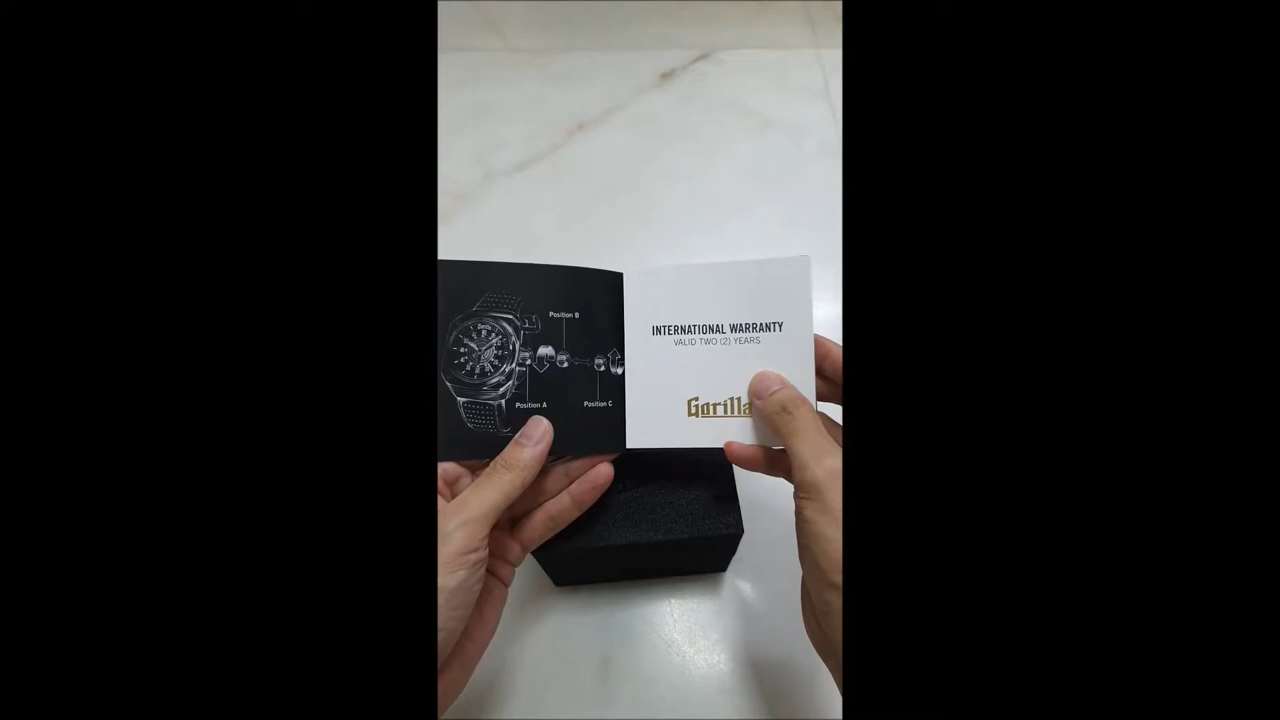 Position B
Position A
Position C
INTERNATIONAL WARRANTY
VALID TWO (2) YEARS
Gorilla